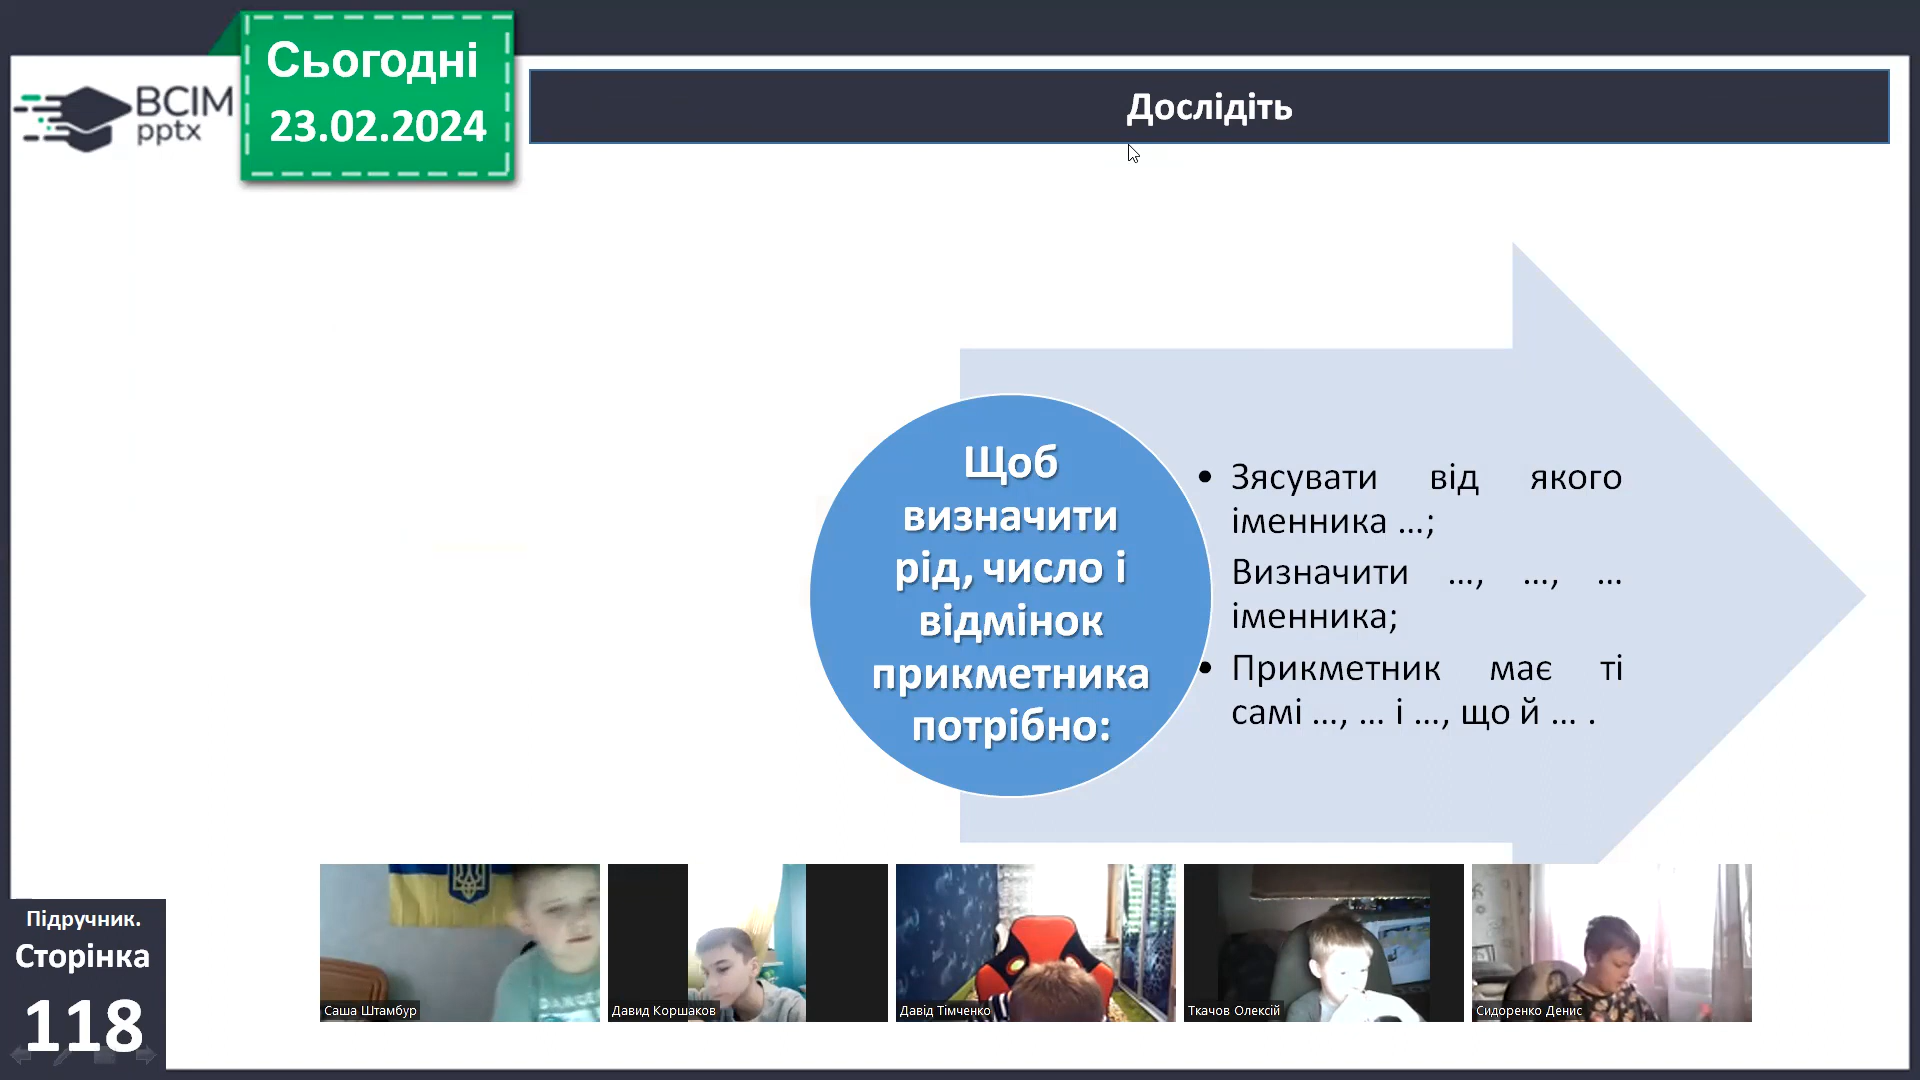 Сьогодні
23.02.2024
ВСІМ
pptx
Дослідіть
Щоб
визначити
рід, число і
відмінок
прикметника
потрібно:
• Зясувати від якого
іменника ...;
Визначити ..., ..., ...
іменника;
• Прикметник має ті
самі ..., ... і ..., що й ... .
Підручник.
Сторінка
118
Саша Штамбур
Давид Коршаков
Давід Тімченко
Ткачов Олексій
Сидоренко Денис